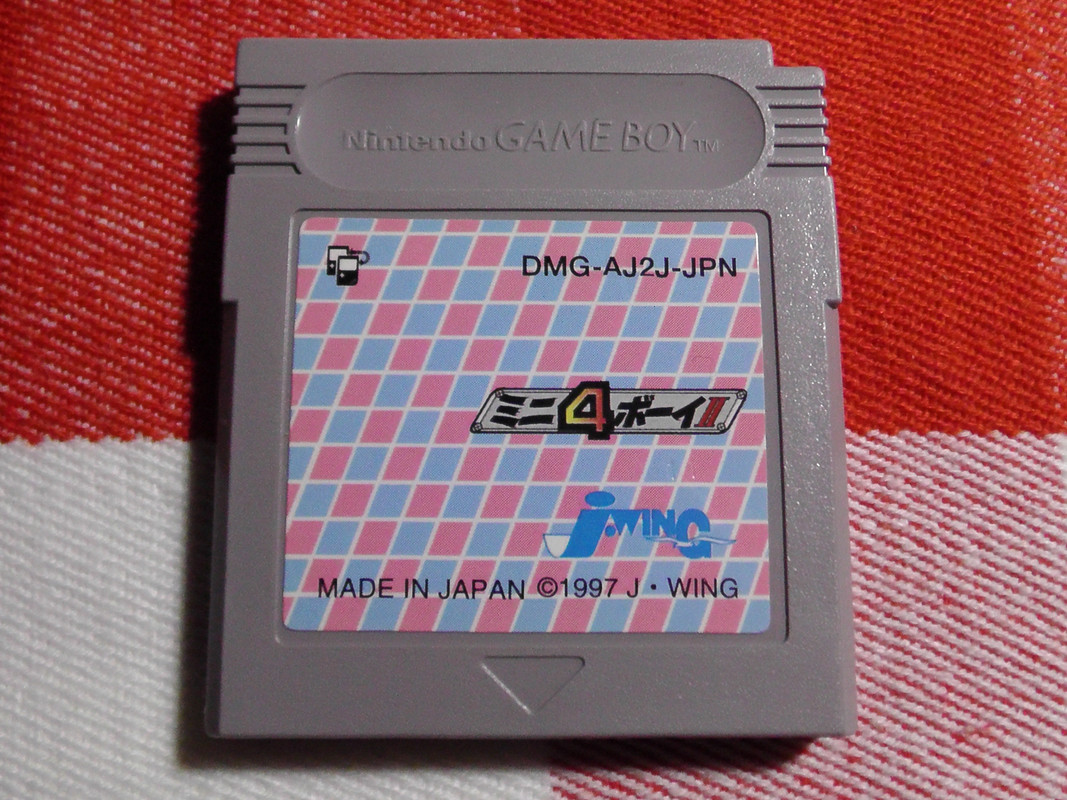 Nintendo GAME BOY™
DMG-AJ2J-JPN
ミニ4ボーイII
j.WING
MADE IN JAPAN ©1997 J・WING